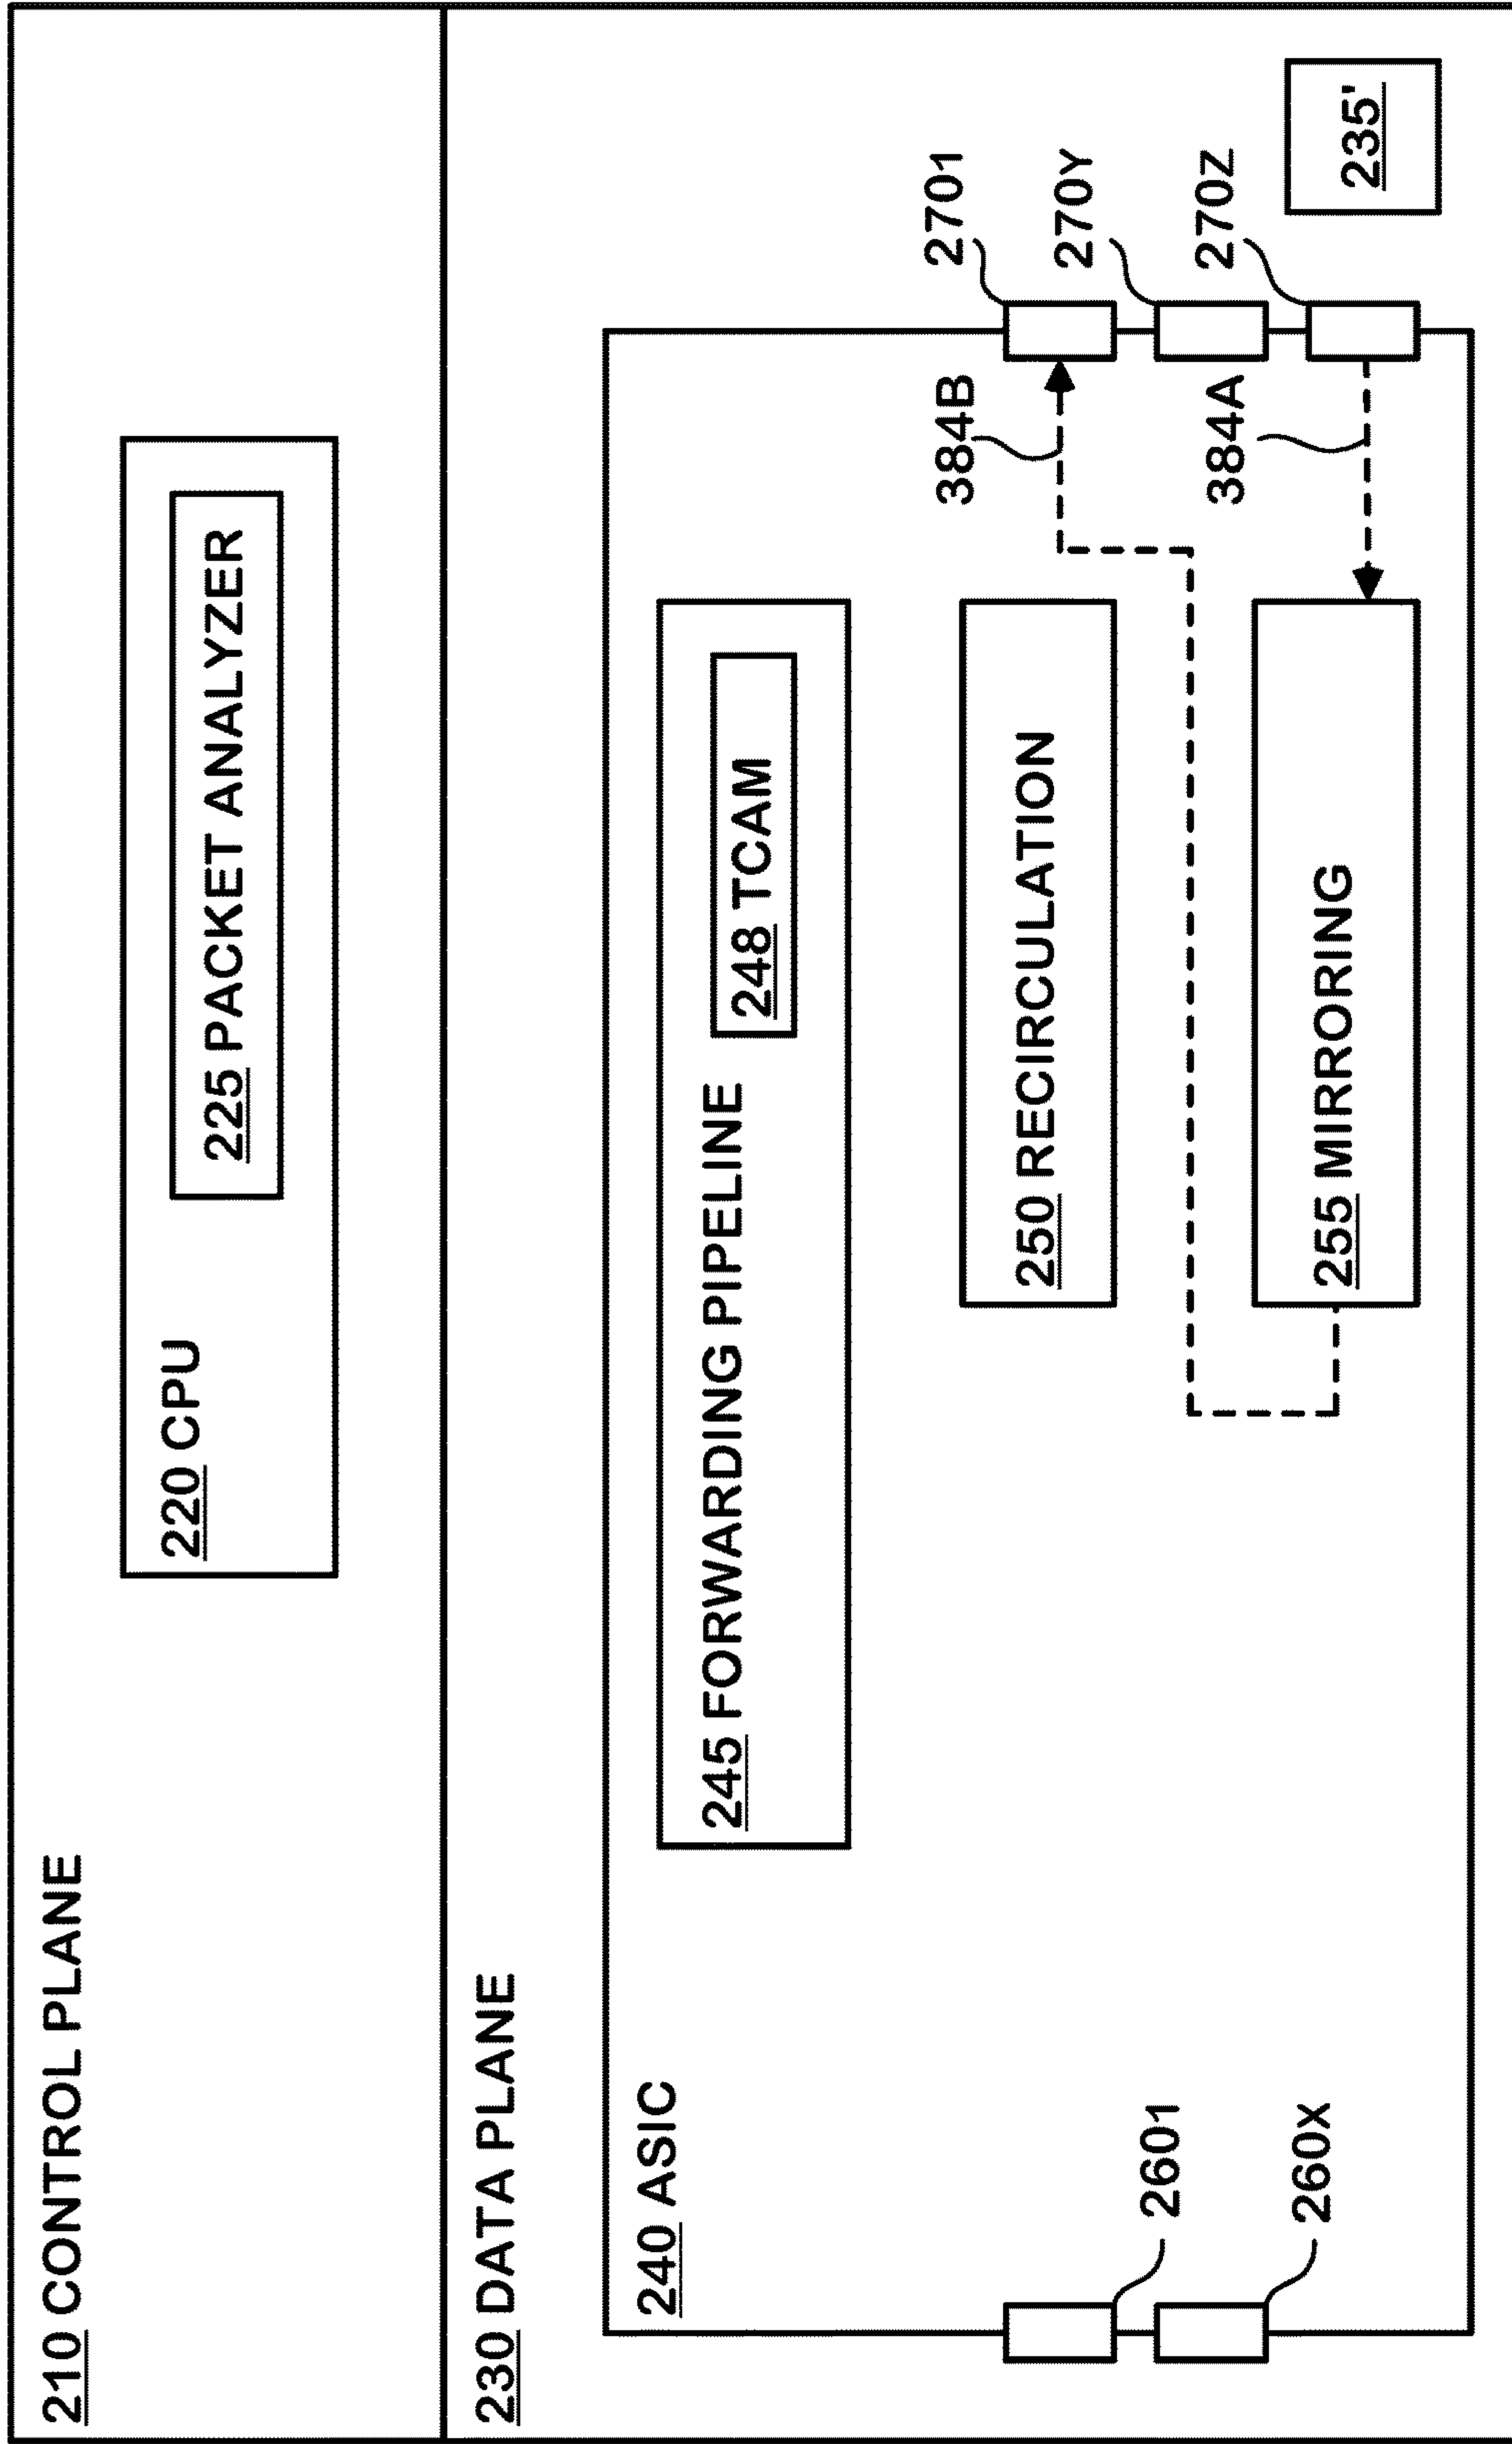 210 CONTROL PLANE
220 CPU
225 PACKET ANALYZER
230 DATA PLANE
240 ASIC
245 FORWARDING PIPELINE
248 TCAM
250 RECIRCULATION
255 MIRRORING
2601
260X
384B
384A
2701
270Y
270Z
235'